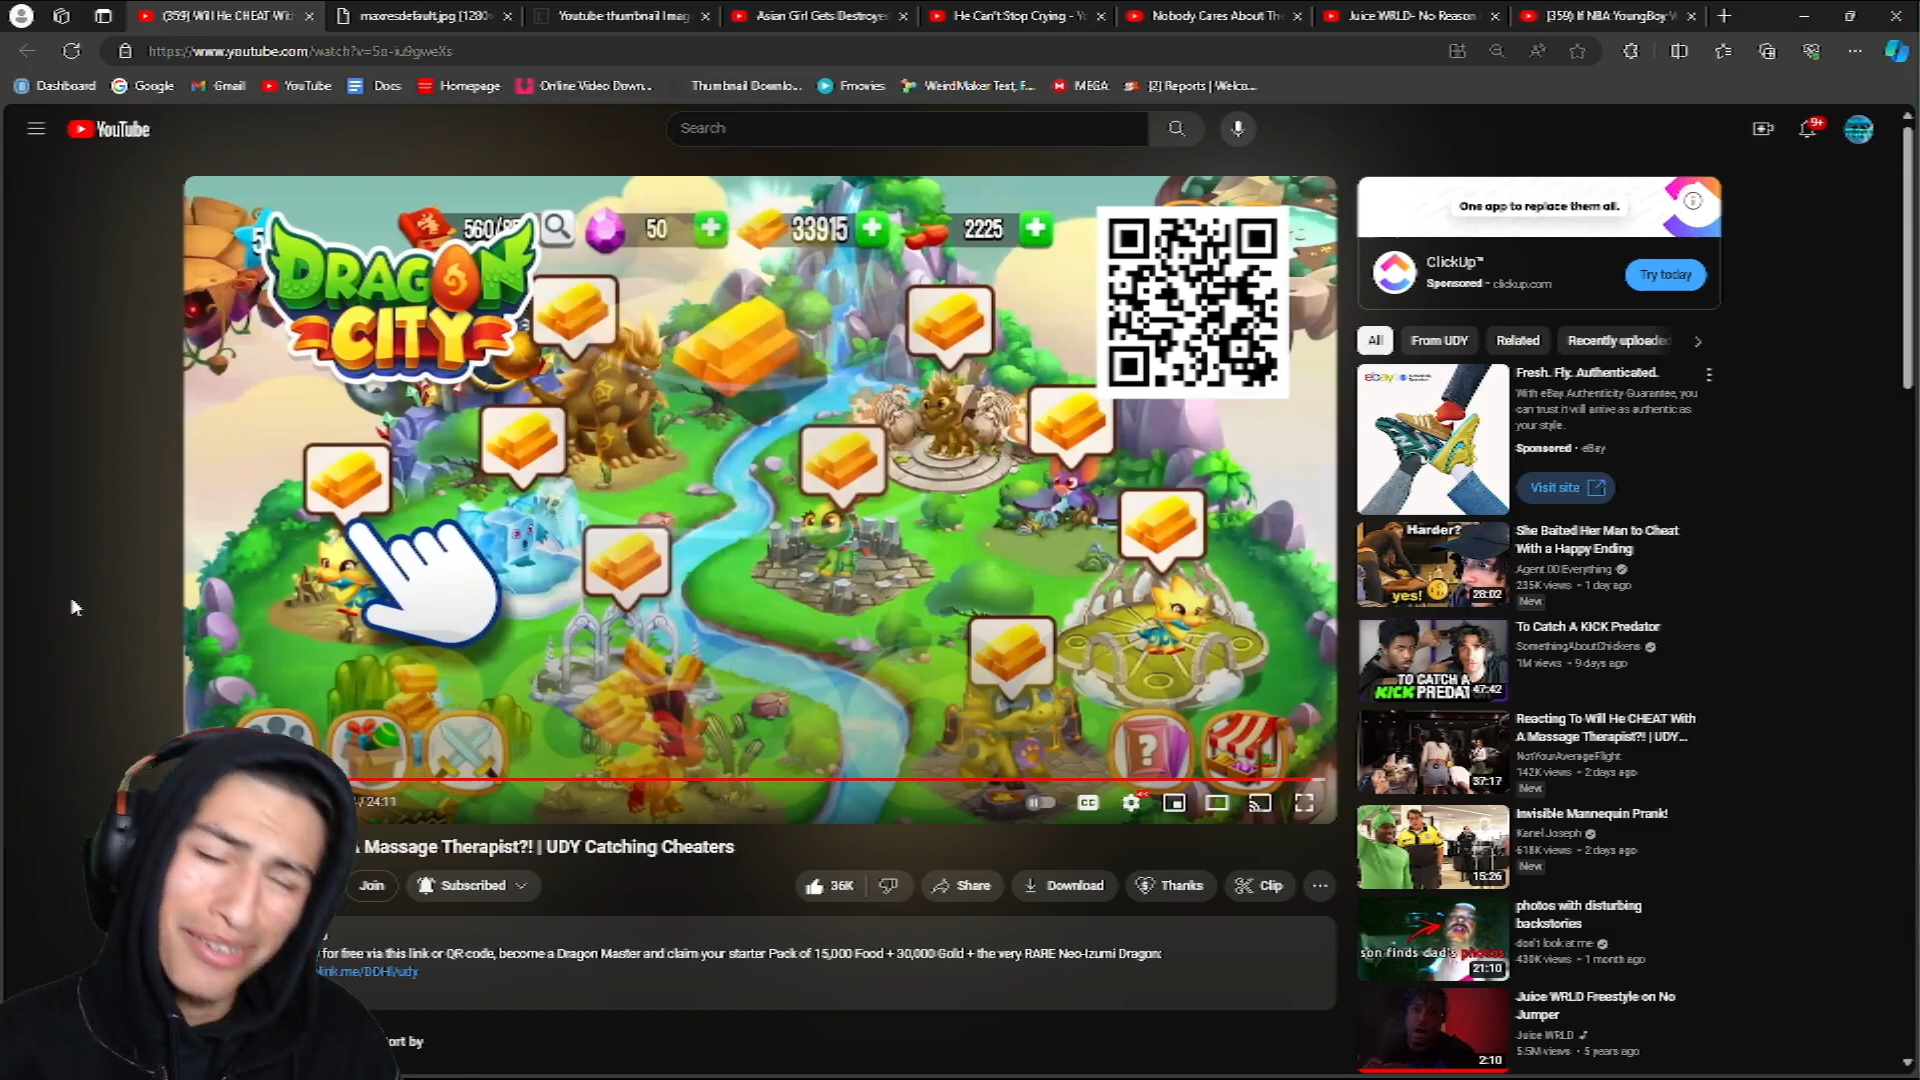 (359) Will He CHEAT Wit
maxresdefault.jpg (1280
Youtube thumbnail Imag
Asian Girl Gets Destroye
He Can't Stop Crying - Y
Nobody Cares About Th
Juice WRLD- No Reason
(359) If NBA YoungBoy
https://www.youtube.com/watch?v=5o-iu9gweXs
Dashboard
Google
Gmail
YouTube
Docs
Homepage
Online Video Down...
Thumbnail Downlo...
Fmovies
WeirdMaker Text, F...
MEGA
(2) Reports | Welco...
YouTube
Search
9+
560/8
50
33915
2225
DRAGON
CITY
?
/ 24:11
CC
A Massage Therapist?! | UDY Catching Cheaters
Join
Subscribed
36K
Share
Download
Thanks
Clip
for free via this link or QR code, become a Dragon Master and claim your starter Pack of 15,000 Food + 30,000 Gold + the very RARE Neo-Izumi Dragon:
link.me/DDH/udy
ort by
One app to replace them all.
ClickUp™
Sponsored · clickup.com
Try today
All
From UDY
Related
Recently uploaded
ebay
Fresh. Fly. Authenticated.
With eBay Authenticity Guarantee, you
can trust it will arrive as authentic as
your style.
Sponsored · eBay
Visit site
Harder?
yes!
28:02
She Baited Her Man to Cheat
With a Happy Ending
Agent 00 Everything
235K views · 1 day ago
New
TO CATCH A
KICK PREDAT
47:42
To Catch A KICK Predator
SomethingAboutChickens
1M views · 9 days ago
37:17
Reacting To Will He CHEAT With
A Massage Therapist?! | UDY...
NotYourAverageFlight
142K views · 2 days ago
New
15:26
Invisible Mannequin Prank!
Kanel Joseph
618K views · 2 days ago
New
son finds dad's photos
21:10
photos with disturbing
backstories
don't look at me
430K views · 1 month ago
2:10
Juice WRLD Freestyle on No
Jumper
Juice WRLD
5.5M views · 5 years ago